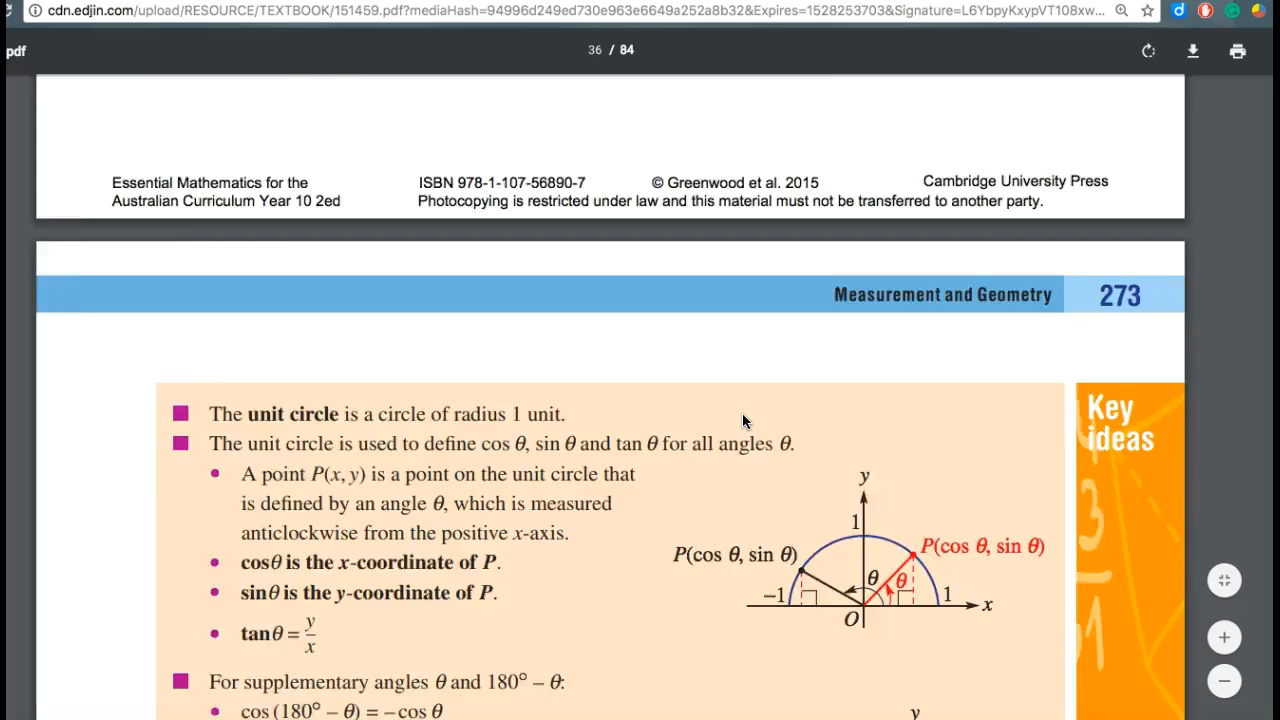 cdn.edjin.com/upload/RESOURCE/TEXTBOOK/151459.pdf?mediaHash=94996d249ed730e963e6649a252a8b32&Expires=1528253703&Signature=L6YbpyKxypVT108xw...
pdf
36 / 84
Essential Mathematics for the
Australian Curriculum Year 10 2ed
ISBN 978-1-107-56890-7
© Greenwood et al. 2015
Cambridge University Press
Photocopying is restricted under law and this material must not be transferred to another party.
Measurement and Geometry
273
The unit circle is a circle of radius 1 unit.
The unit circle is used to define cos θ, sin θ and tan θ for all angles θ.
• A point P(x, y) is a point on the unit circle that
is defined by an angle θ, which is measured
anticlockwise from the positive x-axis.
• cosθ is the x-coordinate of P.
• sinθ is the y-coordinate of P.
• tanθ = y/x
y
1
P(cos θ, sin θ)
P(cos θ, sin θ)
θ
θ
−1
1
x
O
For supplementary angles θ and 180° − θ:
• cos (180° − θ) = −cos θ
y
Key
ideas